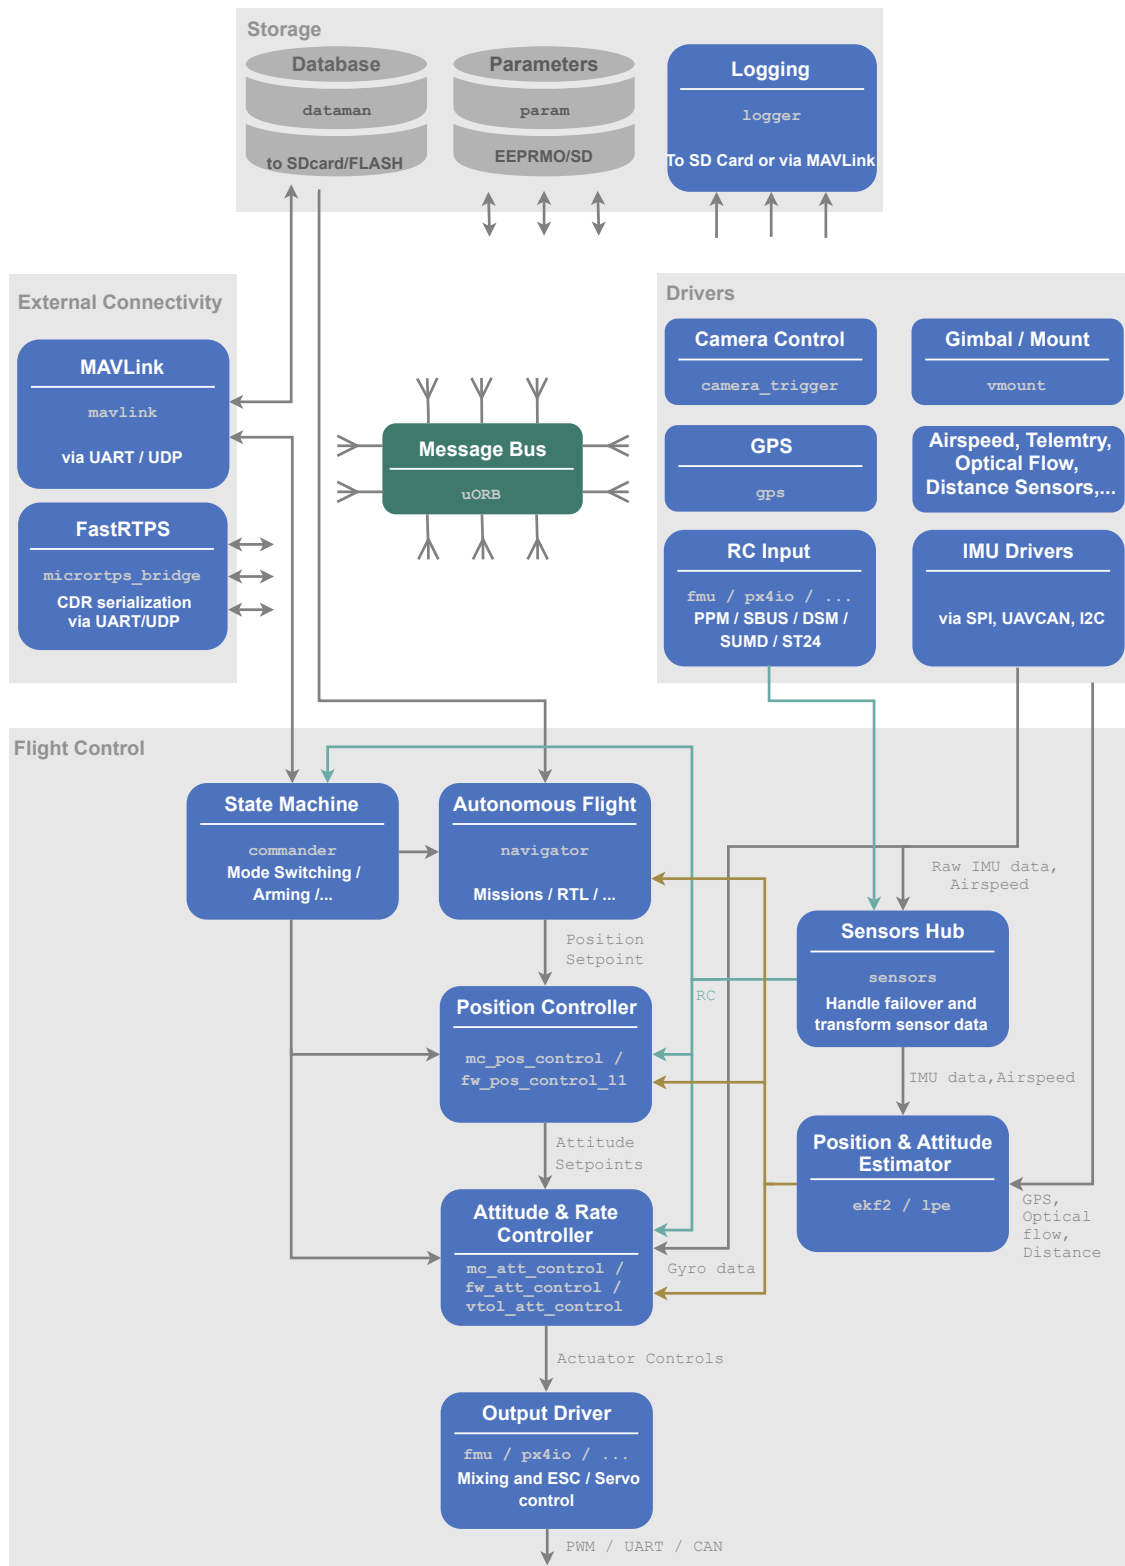 Storage
Database
dataman
to SDcard/FLASH
Parameters
param
EEPRMO/SD
Logging
logger
To SD Card or via MAVLink
External Connectivity
MAVLink
mavlink
via UART / UDP
FastRTPS
micrortps_bridge
CDR serialization
via UART/UDP
Message Bus
uORB
Drivers
Camera Control
camera_trigger
Gimbal / Mount
vmount
GPS
gps
Airspeed, Telemtry,
Optical Flow,
Distance Sensors,...
RC Input
fmu / px4io / ...
PPM / SBUS / DSM /
SUMD / ST24
IMU Drivers
via SPI, UAVCAN, I2C
Flight Control
State Machine
commander
Mode Switching /
Arming /...
Autonomous Flight
navigator
Missions / RTL / ...
Raw IMU data,
Airspeed
Sensors Hub
sensors
Handle failover and
transform sensor data
Position
Setpoint
RC
Position Controller
mc_pos_control /
fw_pos_control_11
IMU data,Airspeed
Attitude
Setpoints
Position & Attitude
Estimator
ekf2 / lpe
GPS,
Optical
flow,
Distance
Attitude & Rate
Controller
mc_att_control /
fw_att_control /
vtol_att_control
Gyro data
Actuator Controls
Output Driver
fmu / px4io / ...
Mixing and ESC / Servo
control
PWM / UART / CAN